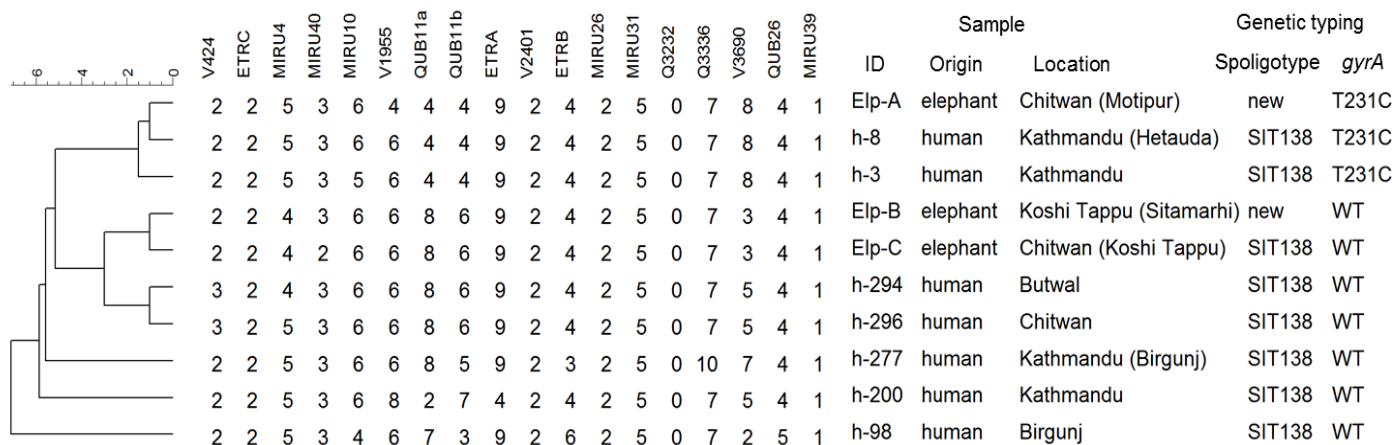 Sample Genetic typing
V424 ETRC MIRU4 MIRU40 MIRU10 V1955 QUB11a QUB11b ETRA V2401 ETRB MIRU26 MIRU31 Q3232 Q3336 V3690 QUB26 MIRU39
6 4 2 0 ID Origin Location Spoligotype gyrA
2 2 5 3 6 4 4 4 9 2 4 2 5 0 7 8 4 1 Elp-A elephant Chitwan (Motipur) new T231C
2 2 5 3 6 6 4 4 9 2 4 2 5 0 7 8 4 1 h-8 human Kathmandu (Hetauda) SIT138 T231C
2 2 5 3 5 6 4 4 9 2 4 2 5 0 7 8 4 1 h-3 human Kathmandu SIT138 T231C
2 2 4 3 6 6 8 6 9 2 4 2 5 0 7 3 4 1 Elp-B elephant Koshi Tappu (Sitamarhi) new WT
2 2 4 2 6 6 8 6 9 2 4 2 5 0 7 3 4 1 Elp-C elephant Chitwan (Koshi Tappu) SIT138 WT
3 2 4 3 6 6 8 6 9 2 4 2 5 0 7 5 4 1 h-294 human Butwal SIT138 WT
3 2 5 3 6 6 8 6 9 2 4 2 5 0 7 5 4 1 h-296 human Chitwan SIT138 WT
2 2 5 3 6 6 8 5 9 2 3 2 5 0 10 7 4 1 h-277 human Kathmandu (Birgunj) SIT138 WT
2 2 5 3 6 8 2 7 4 2 4 2 5 0 7 5 4 1 h-200 human Kathmandu SIT138 WT
2 2 5 3 4 6 7 3 9 2 6 2 5 0 7 2 5 1 h-98 human Birgunj SIT138 WT